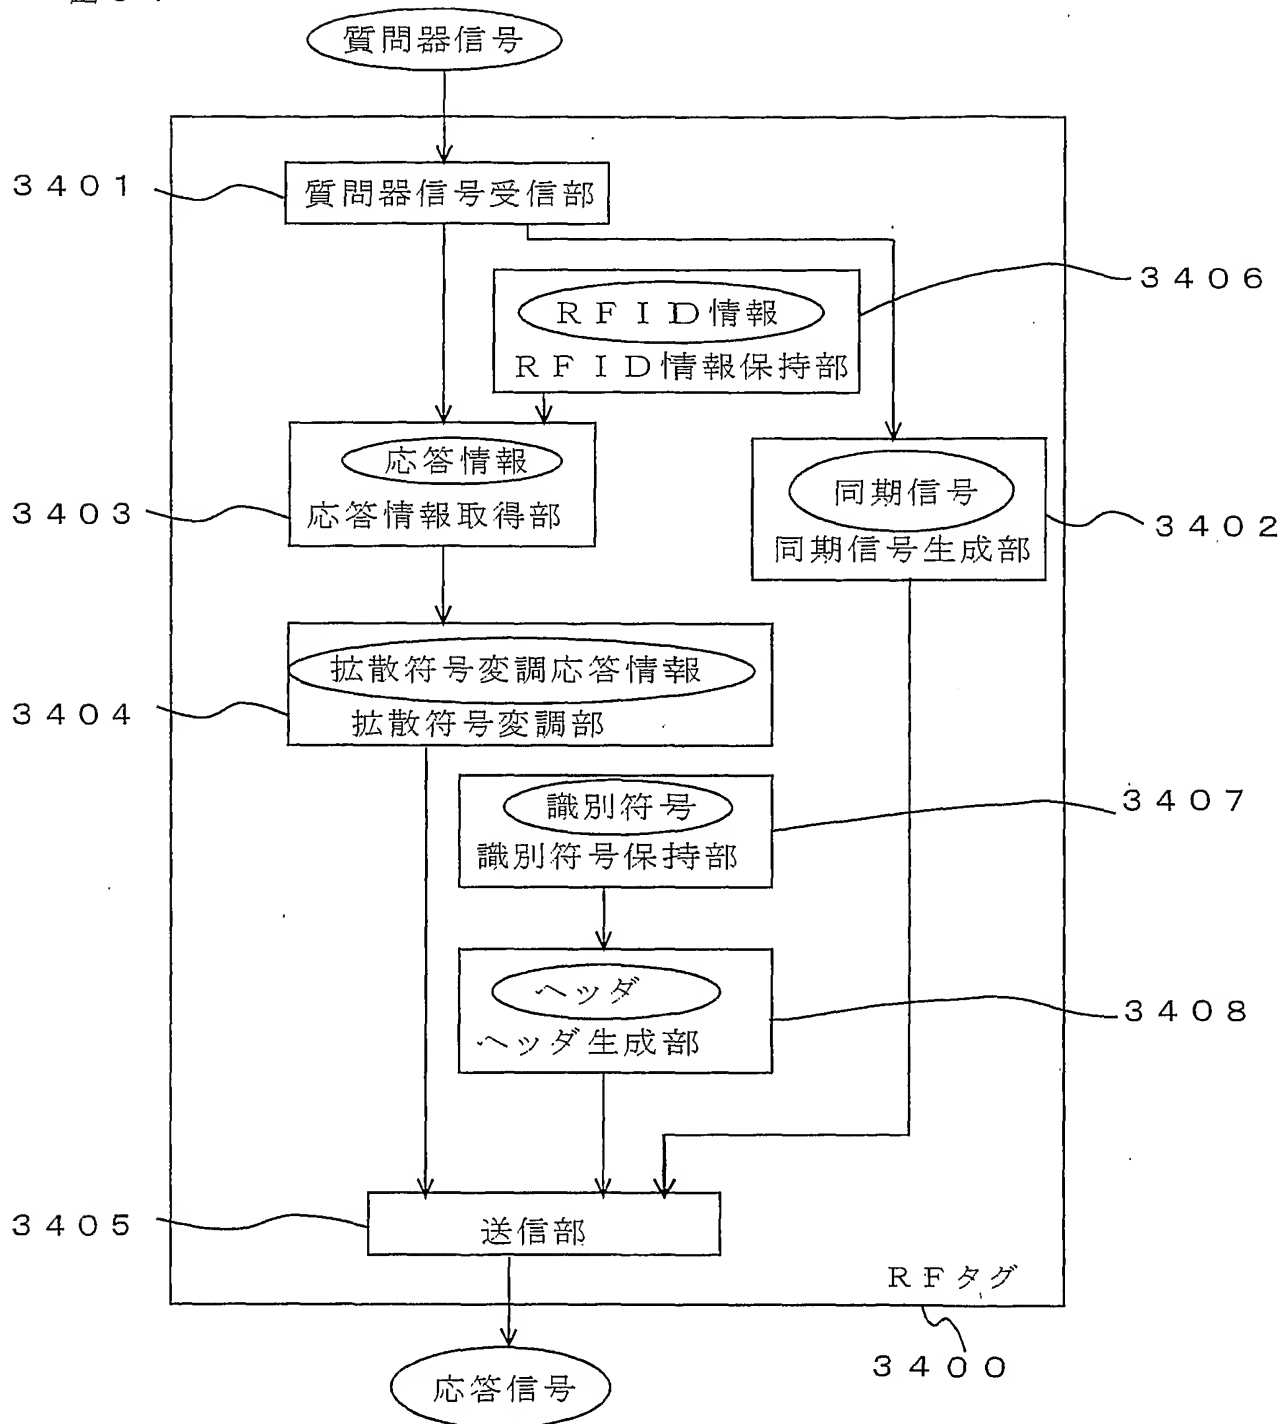 質問器信号
3401
質問器信号受信部
3406
RFID情報
RFID情報保持部
応答情報
3403
応答情報取得部
同期信号
3402
同期信号生成部
拡散符号変調応答情報
3404
拡散符号変調部
3407
識別符号
識別符号保持部
ヘッダ
3408
ヘッダ生成部
3405
送信部
RFタグ
3400
応答信号